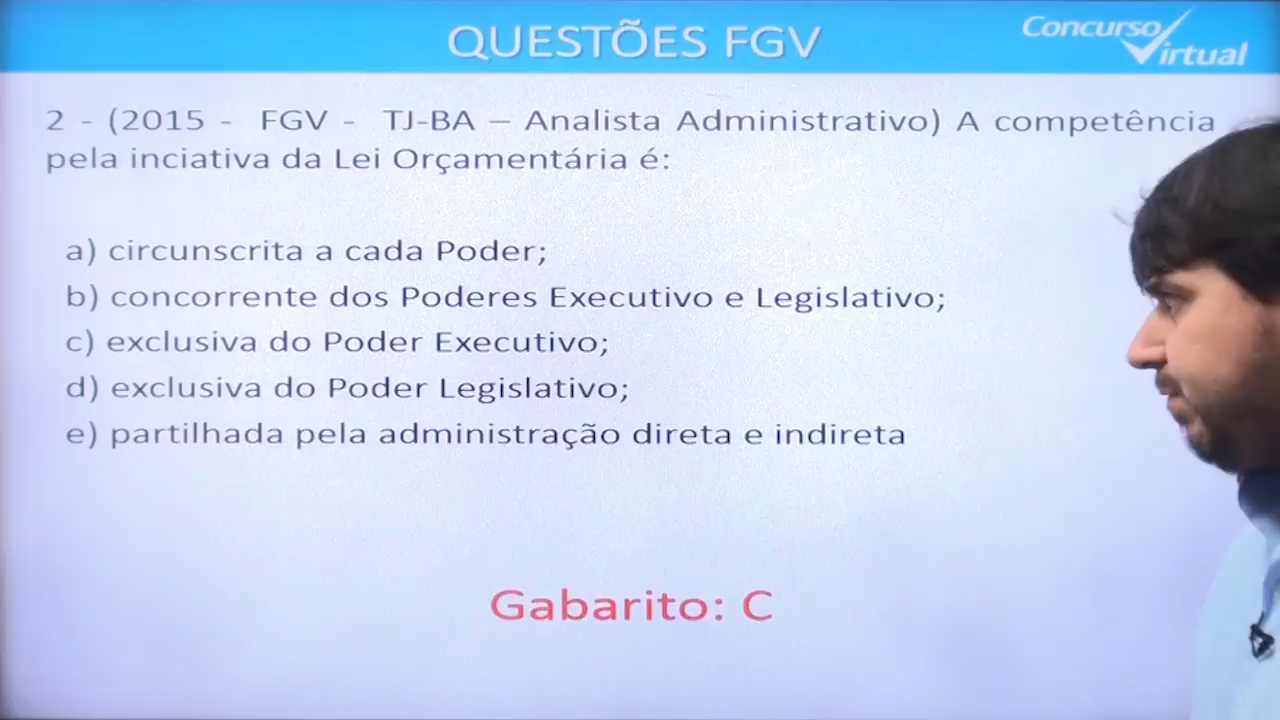 QUESTÕES FGV
Concurso
Virtual
2 - (2015 - FGV - TJ-BA – Analista Administrativo) A competência
pela inciativa da Lei Orçamentária é:
a) circunscrita a cada Poder;
b) concorrente dos Poderes Executivo e Legislativo;
c) exclusiva do Poder Executivo;
d) exclusiva do Poder Legislativo;
e) partilhada pela administração direta e indireta
Gabarito: C